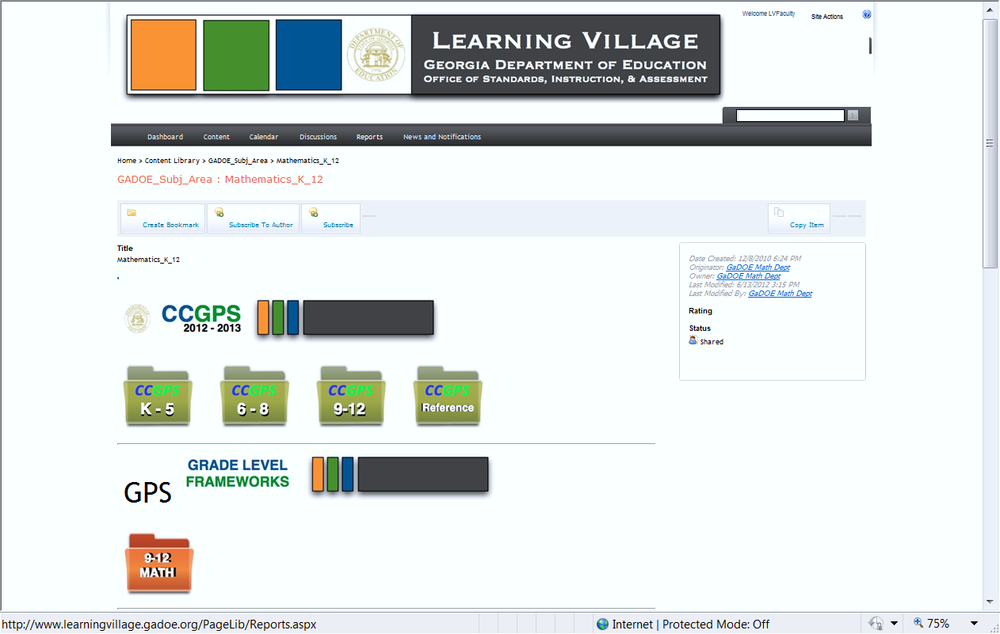 Welcome LVFaculty
Site Actions
LEARNING VILLAGE
GEORGIA DEPARTMENT OF EDUCATION
OFFICE OF STANDARDS, INSTRUCTION, & ASSESSMENT
Dashboard Content Calendar Discussions Reports News and Notifications
Home > Content Library > GADOE_Subj_Area > Mathematics_K_12
GADOE_Subj_Area : Mathematics_K_12
Create Bookmark
Subscribe To Author
Subscribe
Copy Item
Title
Mathematics_K_12
Date Created: 12/8/2010 6:24 PM
Originator: GaDOE Math Dept
Owner: GaDOE Math Dept
Last Modified: 6/13/2012 3:15 PM
Last Modified By: GaDOE Math Dept
Rating
Status
Shared
CCGPS
2012 - 2013
CCGPS
K - 5
CCGPS
6 - 8
CCGPS
9-12
CCGPS
Reference
GPS
GRADE LEVEL
FRAMEWORKS
9-12
MATH
http://www.learningvillage.gadoe.org/PageLib/Reports.aspx
Internet | Protected Mode: Off
75%